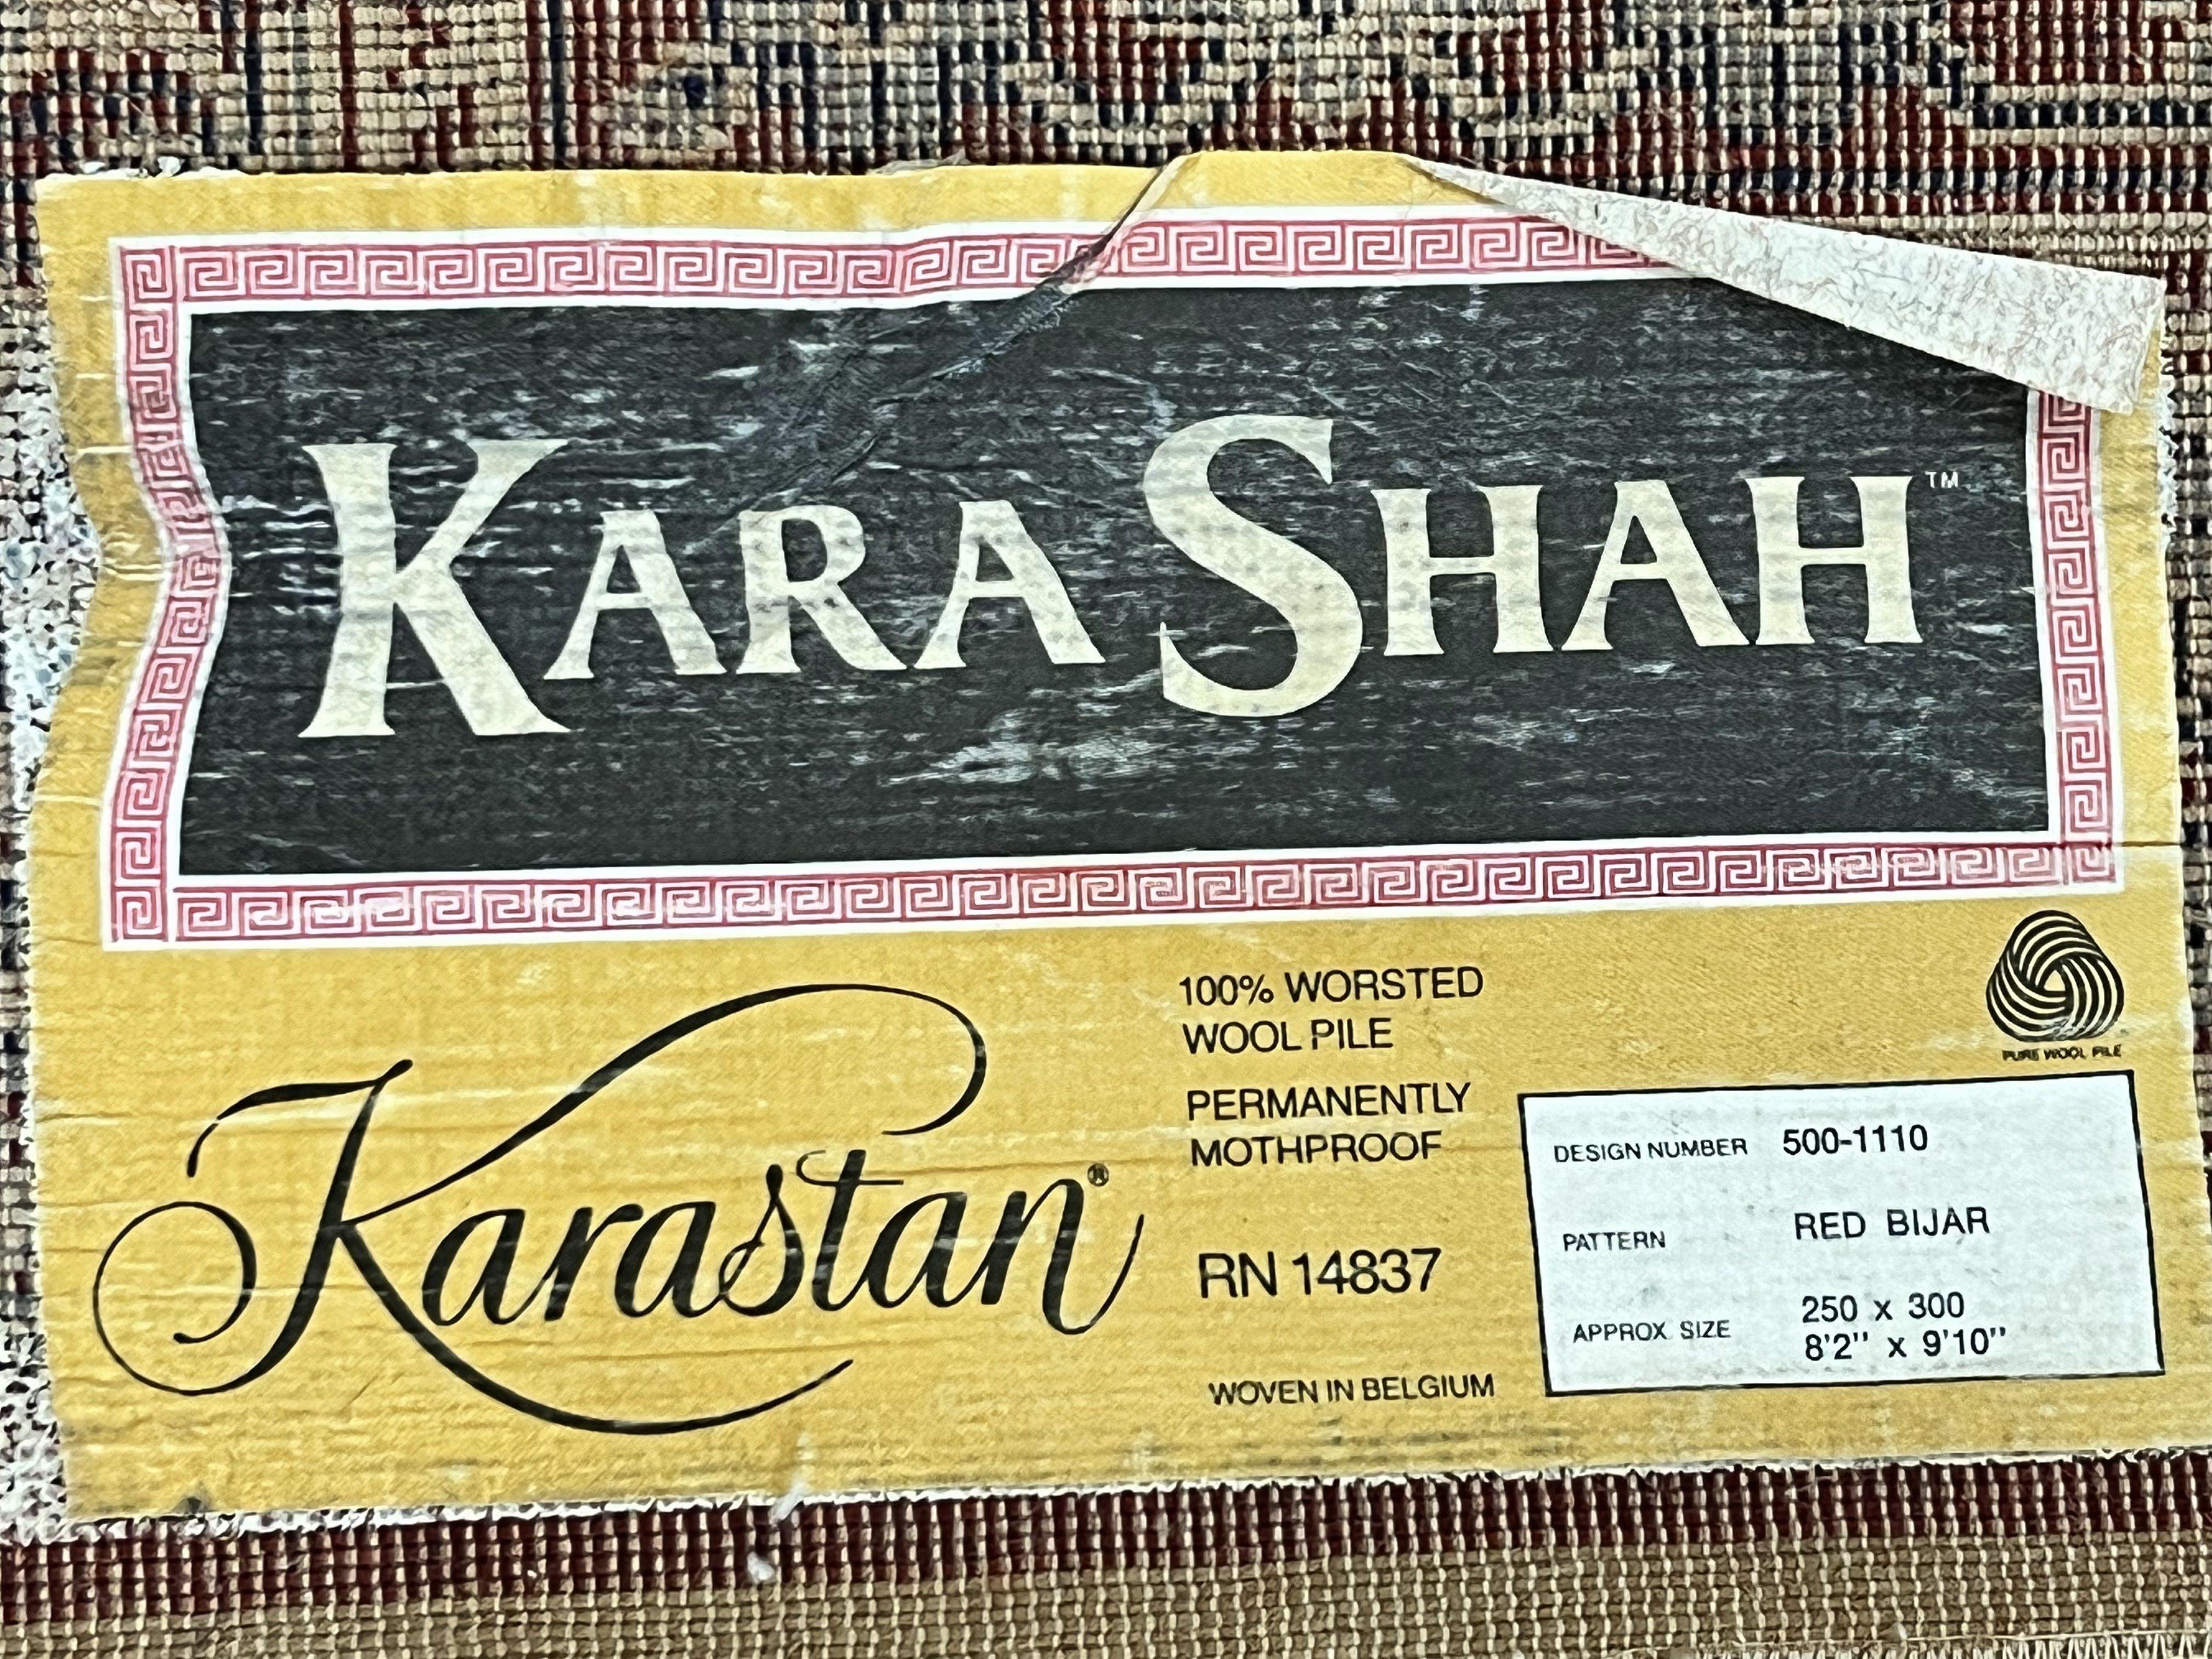 KARA SHAH™
Karastan®
100% WORSTED
WOOL PILE
PERMANENTLY
MOTHPROOF
RN 14837
WOVEN IN BELGIUM
PURE WOOL PILE
DESIGN NUMBER 500-1110
PATTERN RED BIJAR
APPROX. SIZE 250 x 300
8'2" x 9'10"